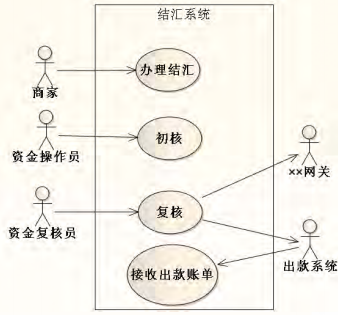 结汇系统
办理结汇
商家
初核
资金操作员
××网关
复核
资金复核员
出款系统
接收出款账单